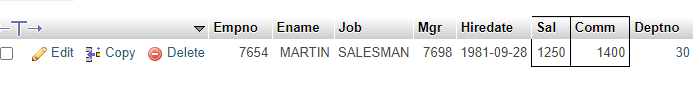 Empno Ename Job Mgr Hiredate Sal Comm Deptno
Edit Copy Delete 7654 MARTIN SALESMAN 7698 1981-09-28 1250 1400 30